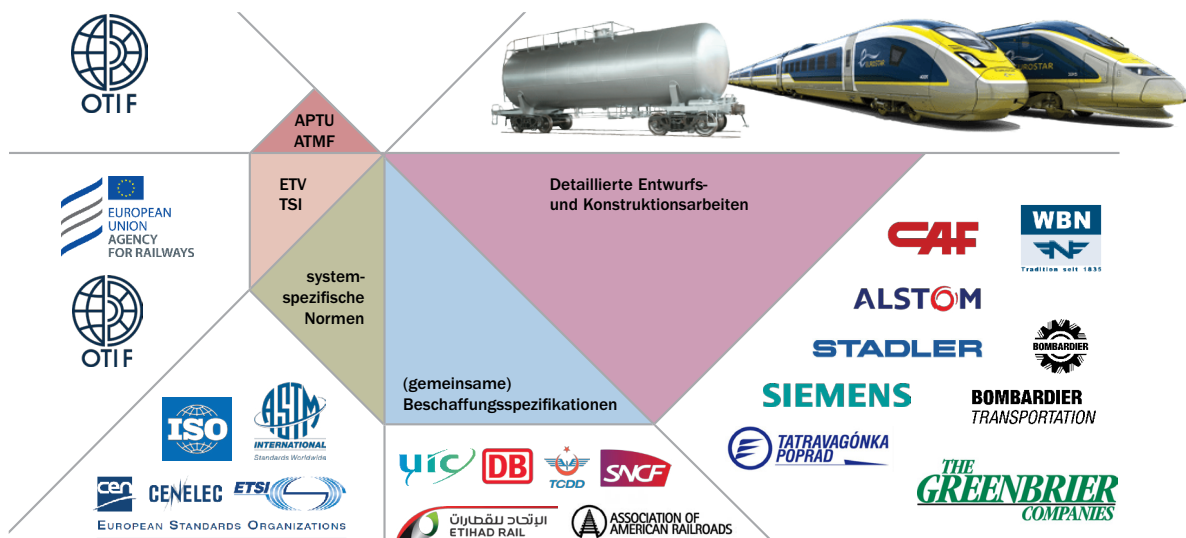 OTIF
APTU
ATMF
EUROSTAR
EUROSTAR
EUROPEAN
UNION
AGENCY
FOR RAILWAYS
OTIF
ETV
TSI
system-
spezifische
Normen
(gemeinsame)
Beschaffungsspezifikationen
Detaillierte Entwurfs-
und Konstruktionsarbeiten
CAF
WBN
Tradition seit 1835
ALSTOM
STADLER
BOMBARDIER
SIEMENS
BOMBARDIER
TRANSPORTATION
TATRAVAGÓNKA
POPRAD
THE
GREENBRIER
COMPANIES
ISO
ASTM
INTERNATIONAL
Standards Worldwide
cen
CENELEC
ETSI
EUROPEAN STANDARDS ORGANIZATIONS
uic
DB
TCDD
SNCF
الإتحاد للقطارات
ETIHAD RAIL
ASSOCIATION OF
AMERICAN RAILROADS